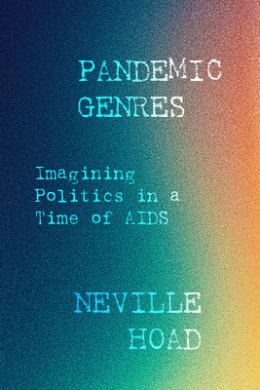 PANDEMIC
GENRES
Imagining
Politics in a
Time of AIDS
NEVILLE
HOAD